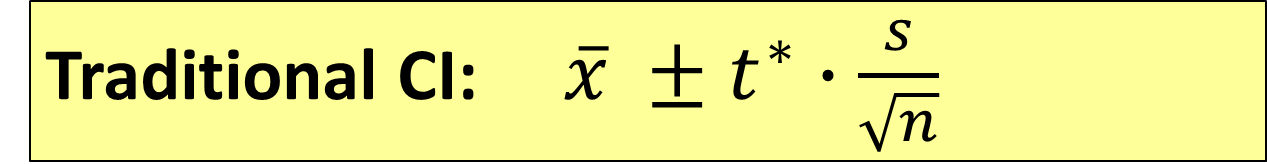 Traditional CI: x̄ ± t* · s/√n